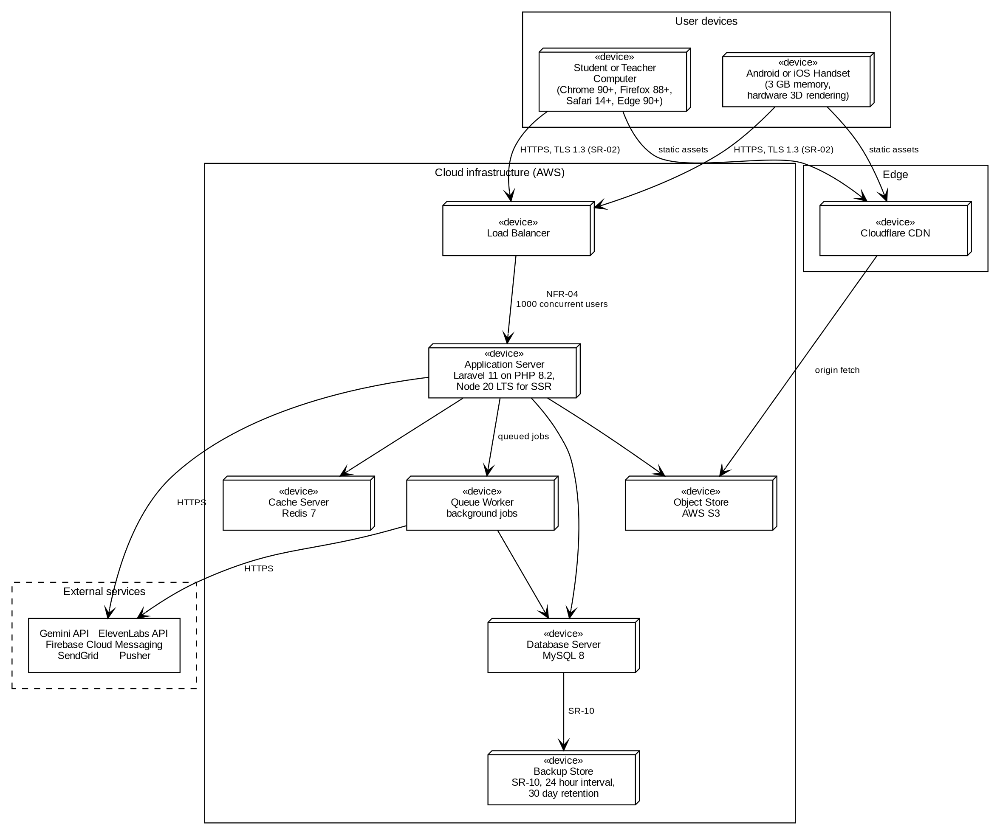 User devices
«device»
Student or Teacher
Computer
(Chrome 90+, Firefox 88+,
Safari 14+, Edge 90+)
«device»
Android or iOS Handset
(3 GB memory,
hardware 3D rendering)
HTTPS, TLS 1.3 (SR-02)
static assets
HTTPS, TLS 1.3 (SR-02)
static assets
Cloud infrastructure (AWS)
Edge
«device»
Load Balancer
«device»
Cloudflare CDN
NFR-04
1000 concurrent users
«device»
Application Server
Laravel 11 on PHP 8.2,
Node 20 LTS for SSR
origin fetch
queued jobs
HTTPS
«device»
Cache Server
Redis 7
«device»
Queue Worker
background jobs
«device»
Object Store
AWS S3
HTTPS
External services
Gemini API ElevenLabs API
Firebase Cloud Messaging
SendGrid Pusher
«device»
Database Server
MySQL 8
SR-10
«device»
Backup Store
SR-10, 24 hour interval,
30 day retention